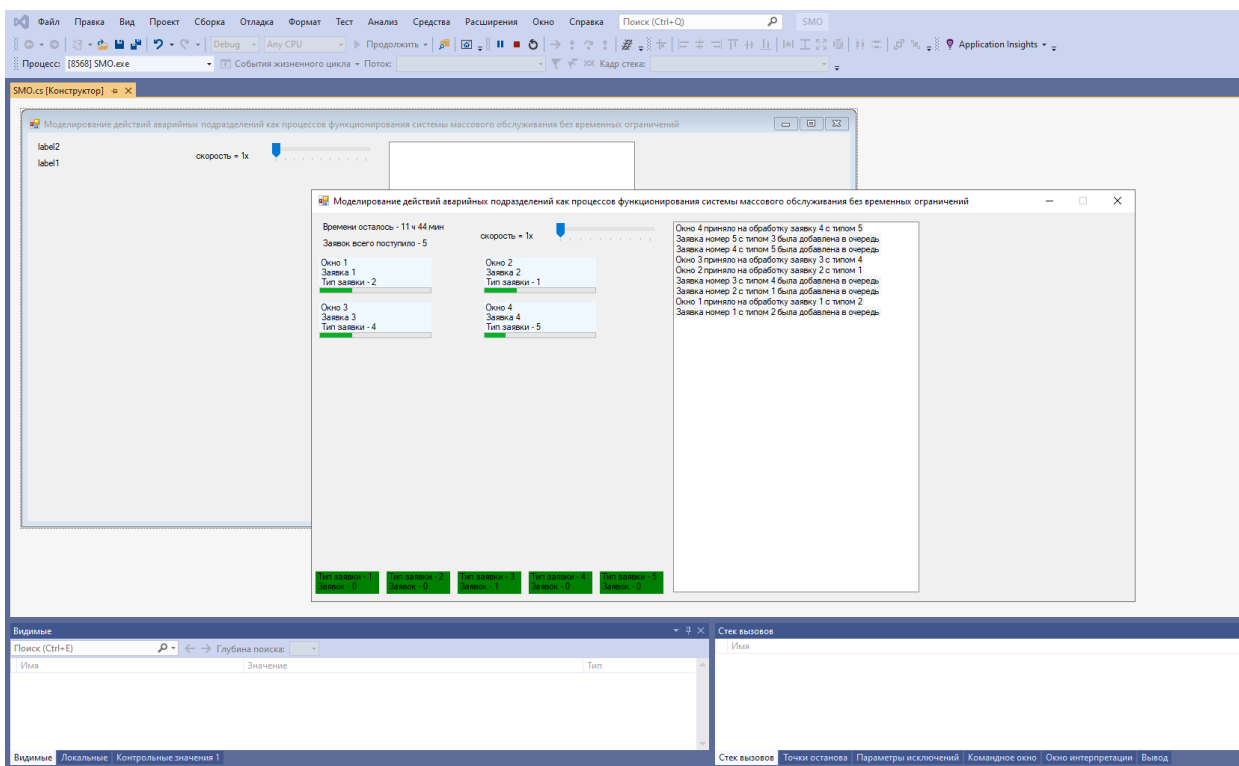 Файл Правка Вид Проект Сборка Отладка Формат Тест Анализ Средства Расширения Окно Справка Поиск (Ctrl+Q) SMO
Debug Any CPU Продолжить Application Insights
Процесс: [8568] SMO.exe События жизненного цикла Поток: Кадр стека:
SMO.cs [Конструктор]
Моделирование действий аварийных подразделений как процессов функционирования системы массового обслуживания без временных ограничений
label2
скорость = 1x
label1
Моделирование действий аварийных подразделений как процессов функционирования системы массового обслуживания без временных ограничений
Времени осталось - 11 ч 44 мин
скорость = 1x
Заявок всего поступило - 5
Окно 1
Заявка 1
Тип заявки - 2
Окно 2
Заявка 2
Тип заявки - 1
Окно 3
Заявка 3
Тип заявки - 4
Окно 4
Заявка 4
Тип заявки - 5
Окно 4 приняло на обработку заявку 4 с типом 5
Заявка номер 5 с типом 3 была добавлена в очередь
Заявка номер 4 с типом 5 была добавлена в очередь
Окно 3 приняло на обработку заявку 3 с типом 4
Окно 2 приняло на обработку заявку 2 с типом 1
Заявка номер 3 с типом 4 была добавлена в очередь
Заявка номер 2 с типом 1 была добавлена в очередь
Окно 1 приняло на обработку заявку 1 с типом 2
Заявка номер 1 с типом 2 была добавлена в очередь
Тип заявки - 1
Заявок - 0
Тип заявки - 2
Заявок - 0
Тип заявки - 3
Заявок - 1
Тип заявки - 4
Заявок - 0
Тип заявки - 5
Заявок - 0
Видимые
Поиск (Ctrl+E) Глубина поиска:
Имя Значение Тип
Видимые Локальные Контрольные значения 1
Стек вызовов
Имя
Стек вызовов Точки останова Параметры исключений Командное окно Окно интерпретации Вывод